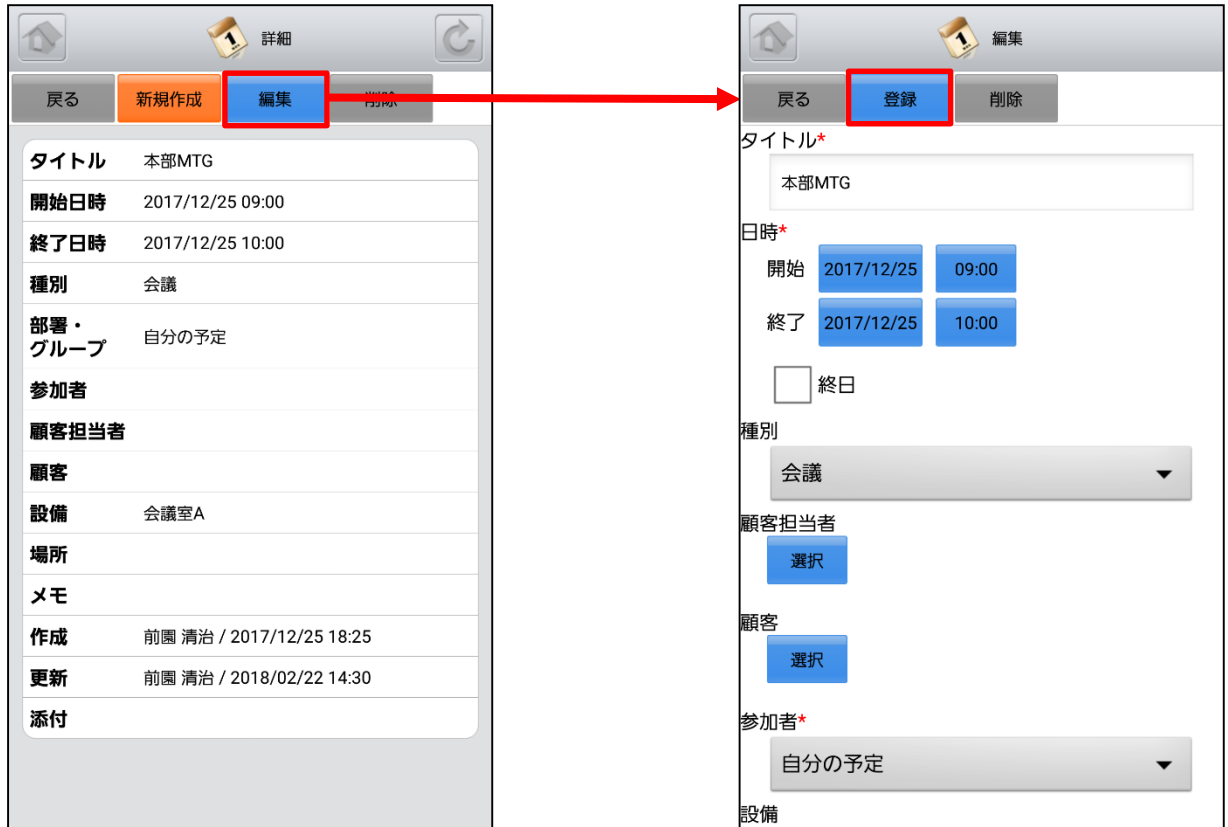 詳細
戻る 新規作成 編集 削除
タイトル 本部MTG
開始日時 2017/12/25 09:00
終了日時 2017/12/25 10:00
種別 会議
部署・
グループ 自分の予定
参加者
顧客担当者
顧客
設備 会議室A
場所
メモ
作成 前園 清治 / 2017/12/25 18:25
更新 前園 清治 / 2018/02/22 14:30
添付
編集
戻る 登録 削除
タイトル*
本部MTG
日時*
開始 2017/12/25 09:00
終了 2017/12/25 10:00
終日
種別
会議
顧客担当者
選択
顧客
選択
参加者*
自分の予定
設備